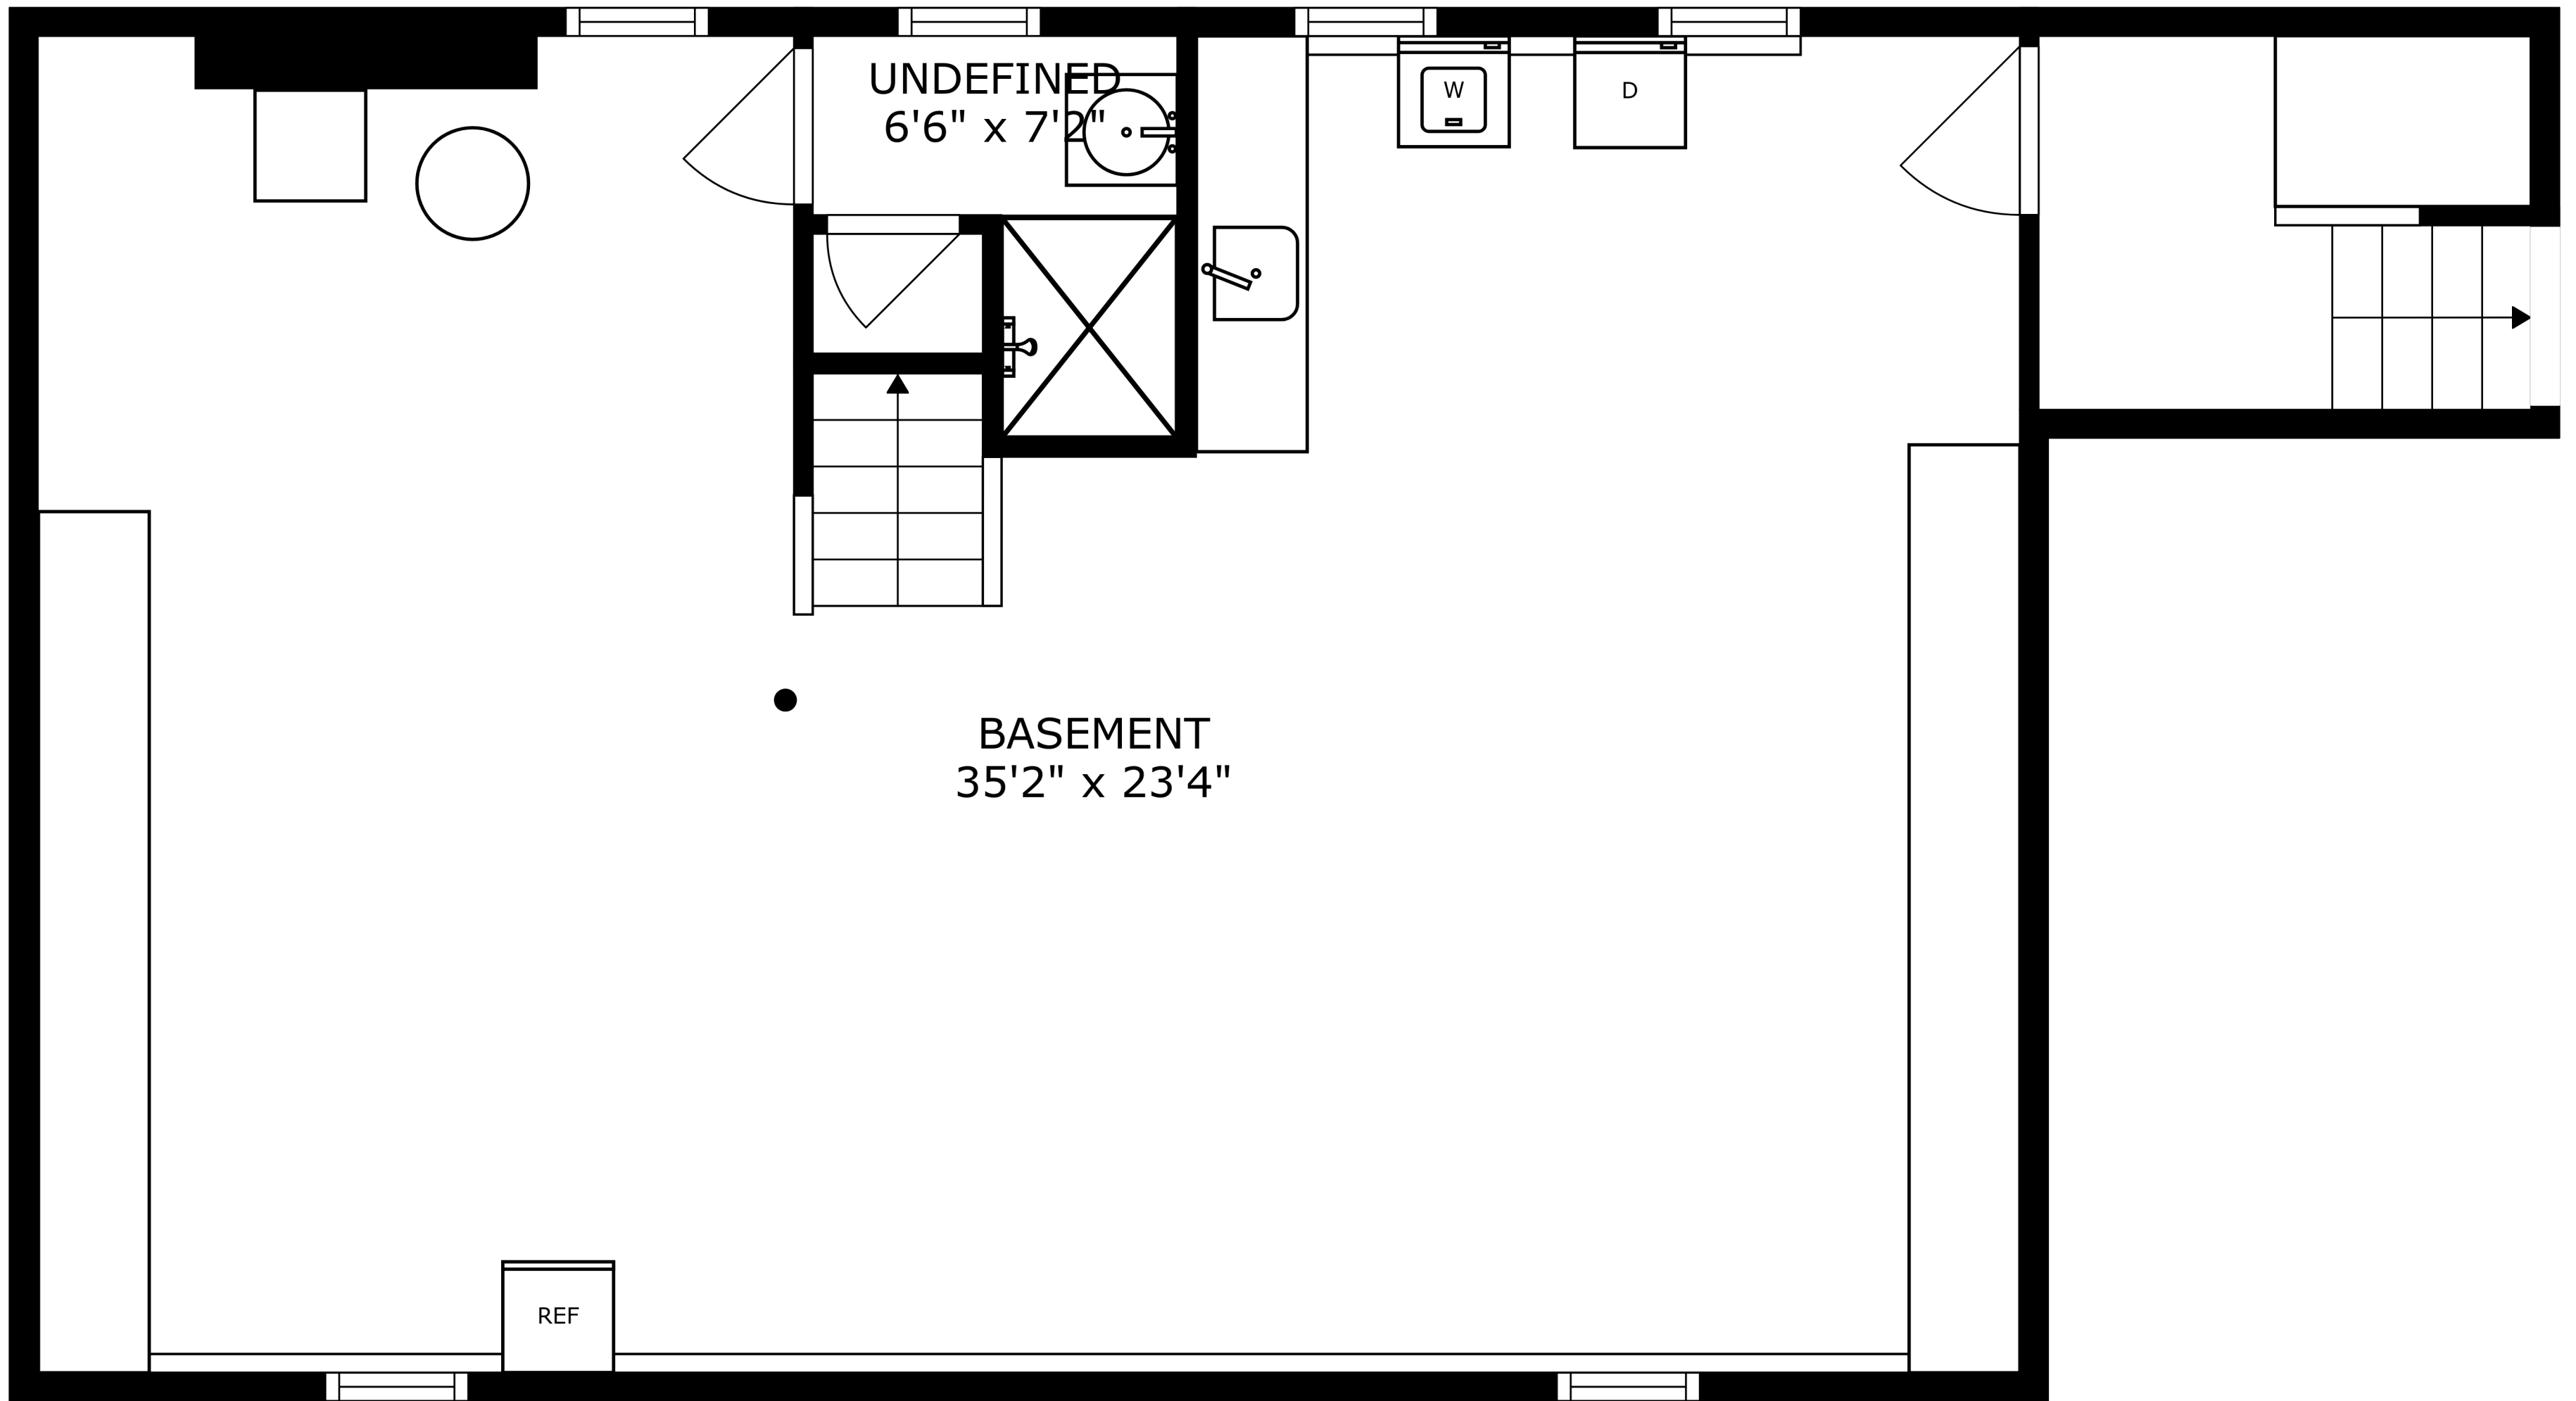 UNDEFINED
6'6" x 7'2"
W
D
BASEMENT
35'2" x 23'4"
REF